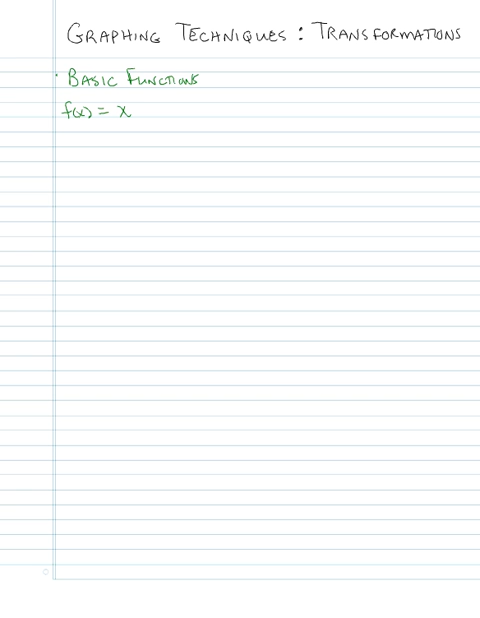 GRAPHING TECHNIQUES : TRANSFORMATIONS
· BASIC FUNCTIONS
f(x) = x